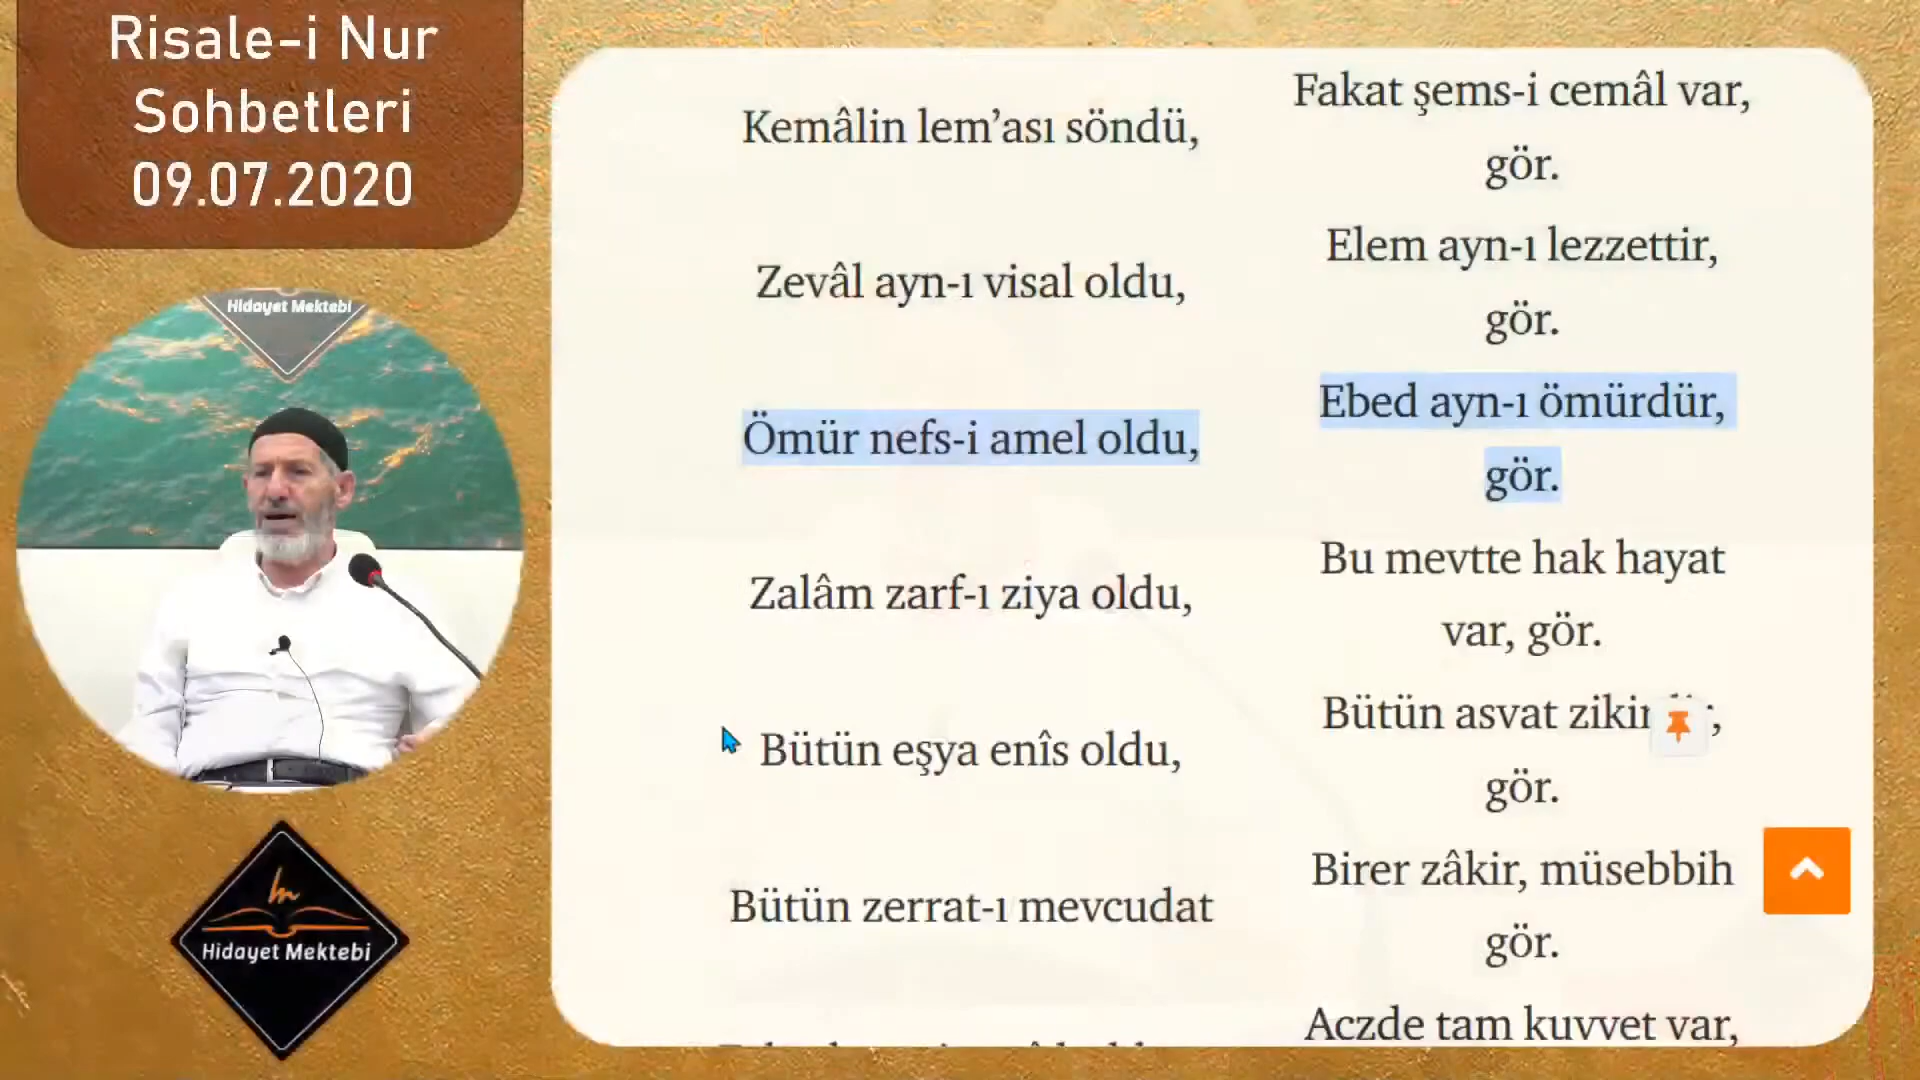 Risale-i Nur
Sohbetleri
09.07.2020
Hidayet Mektebi
Hidayet Mektebi
Kemâlin lem’ası söndü,
Fakat şems-i cemâl var,
gör.
Zevâl ayn-ı visal oldu,
Elem ayn-ı lezzettir,
gör.
Ömür nefs-i amel oldu,
Ebed ayn-ı ömürdür,
gör.
Zalâm zarf-ı ziya oldu,
Bu mevtte hak hayat
var, gör.
Bütün eşya enîs oldu,
Bütün asvat
gör.
Bütün zerrat-ı mevcudat
Birer zâkir, müsebbih
gör.
Aczde tam kuvvet var,